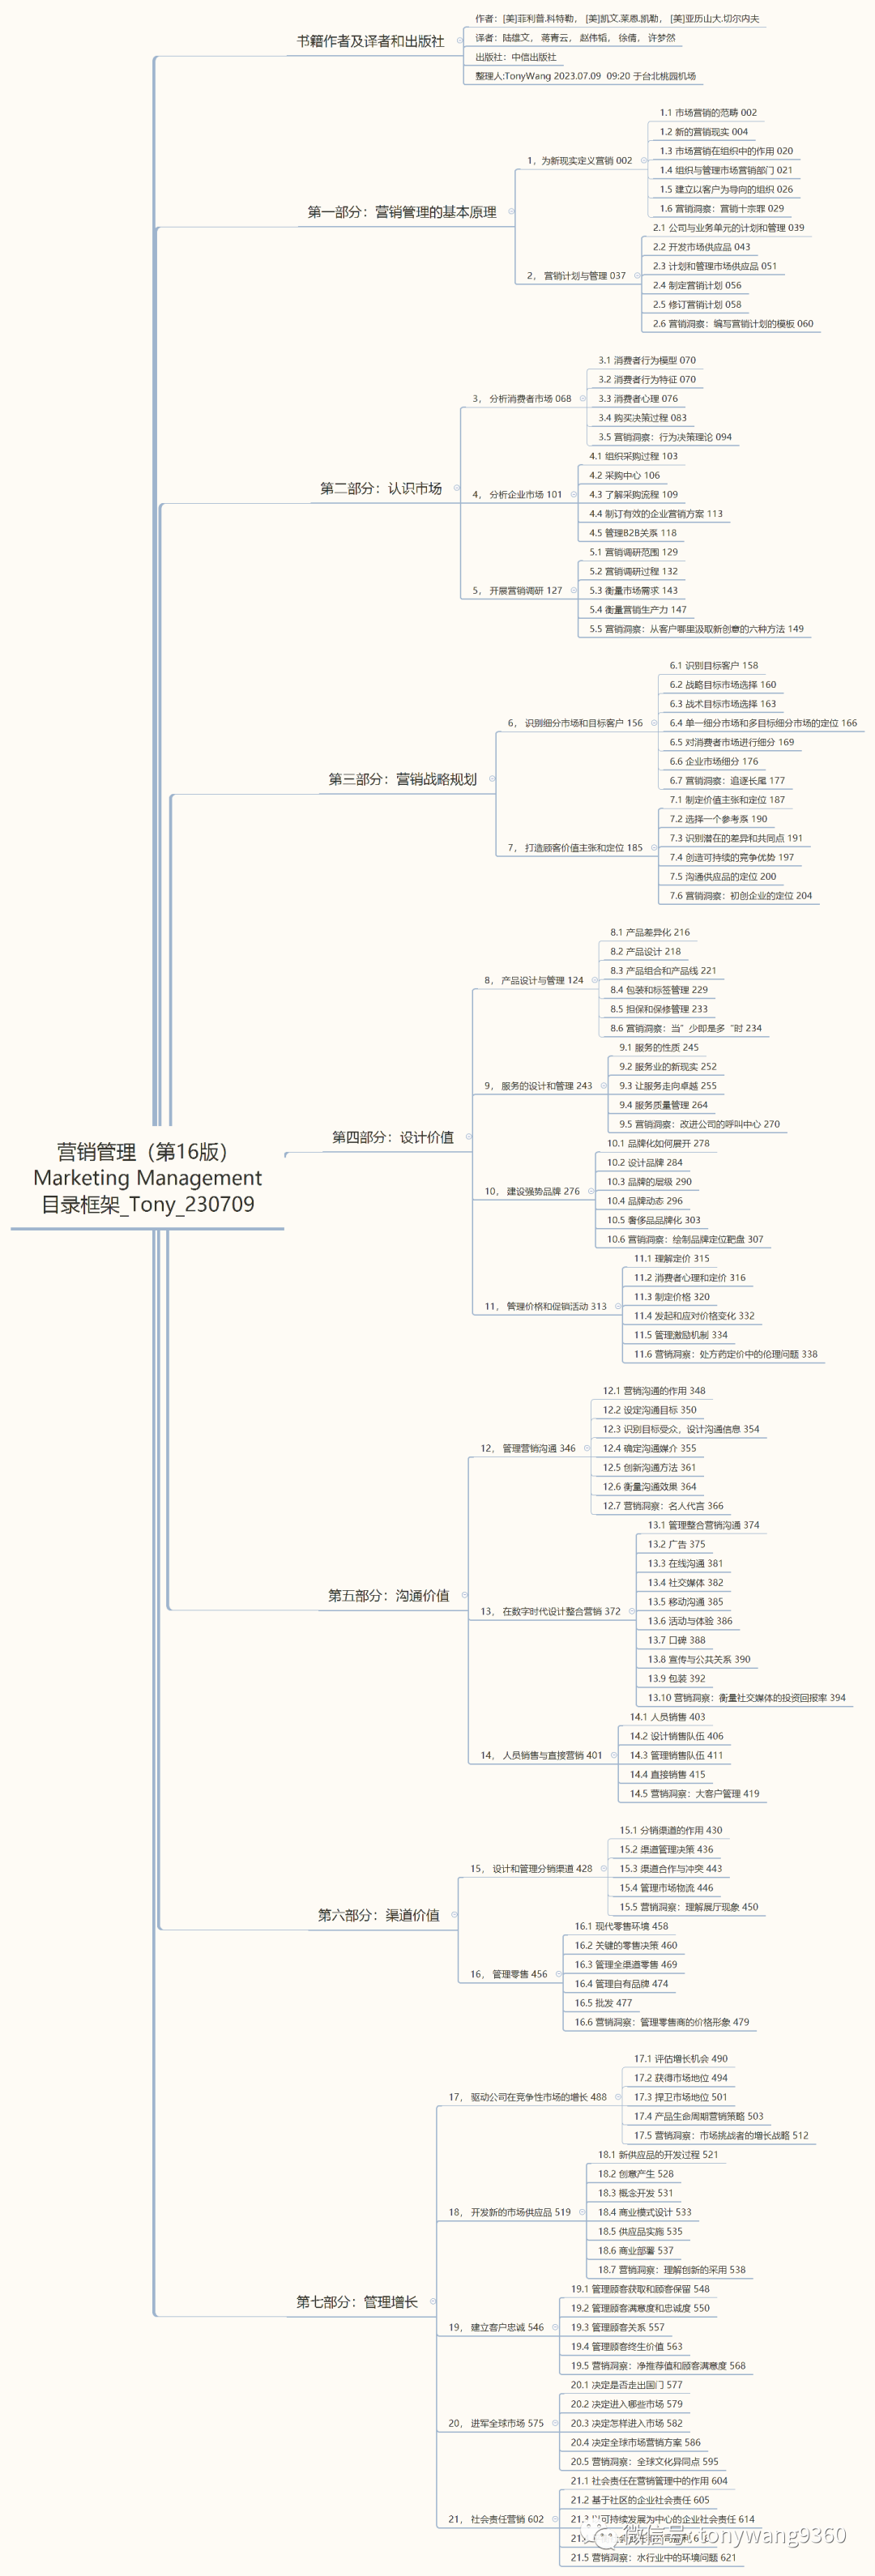 营销管理（第16版）
Marketing Management
目录框架_Tony_230709
书籍作者及译者和出版社
作者：[美]菲利普.科特勒， [美]凯文.莱恩.凯勒， [美]亚历山大.切尔内夫
译者：陆雄文， 蒋青云， 赵伟韬， 徐倩， 许梦然
出版社：中信出版社
整理人:TonyWang 2023.07.09 09:20 于台北桃园机场
第一部分：营销管理的基本原理
1，为新现实定义营销 002
1.1 市场营销的范畴 002
1.2 新的营销现实 004
1.3 市场营销在组织中的作用 020
1.4 组织与管理市场营销部门 021
1.5 建立以客户为导向的组织 026
1.6 营销洞察：营销十宗罪 029
2， 营销计划与管理 037
2.1 公司与业务单元的计划和管理 039
2.2 开发市场供应品 043
2.3 计划和管理市场供应品 051
2.4 制定营销计划 056
2.5 修订营销计划 058
2.6 营销洞察：编写营销计划的模板 060
第二部分：认识市场
3， 分析消费者市场 068
3.1 消费者行为模型 070
3.2 消费者行为特征 070
3.3 消费者心理 076
3.4 购买决策过程 083
3.5 营销洞察：行为决策理论 094
4， 分析企业市场 101
4.1 组织采购过程 103
4.2 采购中心 106
4.3 了解采购流程 109
4.4 制订有效的企业营销方案 113
4.5 管理B2B关系 118
5， 开展营销调研 127
5.1 营销调研范围 129
5.2 营销调研过程 132
5.3 衡量市场需求 143
5.4 衡量营销生产力 147
5.5 营销洞察：从客户哪里汲取新创意的六种方法 149
第三部分：营销战略规划
6， 识别细分市场和目标客户 156
6.1 识别目标客户 158
6.2 战略目标市场选择 160
6.3 战术目标市场选择 163
6.4 单一细分市场和多目标细分市场的定位 166
6.5 对消费者市场进行细分 169
6.6 企业市场细分 176
6.7 营销洞察：追逐长尾 177
7， 打造顾客价值主张和定位 185
7.1 制定价值主张和定位 187
7.2 选择一个参考系 190
7.3 识别潜在的差异和共同点 191
7.4 创造可持续的竞争优势 197
7.5 沟通供应品的定位 200
7.6 营销洞察：初创企业的定位 204
第四部分：设计价值
8， 产品设计与管理 124
8.1 产品差异化 216
8.2 产品设计 218
8.3 产品组合和产品线 221
8.4 包装和标签管理 229
8.5 担保和保修管理 233
8.6 营销洞察：当”少即是多“时 234
9， 服务的设计和管理 243
9.1 服务的性质 245
9.2 服务业的新现实 252
9.3 让服务走向卓越 255
9.4 服务质量管理 264
9.5 营销洞察：改进公司的呼叫中心 270
10， 建设强势品牌 276
10.1 品牌化如何展开 278
10.2 设计品牌 284
10.3 品牌的层级 290
10.4 品牌动态 296
10.5 奢侈品品牌化 303
10.6 营销洞察：绘制品牌定位靶盘 307
11， 管理价格和促销活动 313
11.1 理解定价 315
11.2 消费者心理和定价 316
11.3 制定价格 320
11.4 发起和应对价格变化 332
11.5 管理激励机制 334
11.6 营销洞察：处方药定价中的伦理问题 338
第五部分：沟通价值
12， 管理营销沟通 346
12.1 营销沟通的作用 348
12.2 设定沟通目标 350
12.3 识别目标受众，设计沟通信息 354
12.4 确定沟通媒介 355
12.5 创新沟通方法 361
12.6 衡量沟通效果 364
12.7 营销洞察：名人代言 366
13， 在数字时代设计整合营销 372
13.1 管理整合营销沟通 374
13.2 广告 375
13.3 在线沟通 381
13.4 社交媒体 382
13.5 移动沟通 385
13.6 活动与体验 386
13.7 口碑 388
13.8 宣传与公共关系 390
13.9 包装 392
13.10 营销洞察：衡量社交媒体的投资回报率 394
14， 人员销售与直接营销 401
14.1 人员销售 403
14.2 设计销售队伍 406
14.3 管理销售队伍 411
14.4 直接销售 415
14.5 营销洞察：大客户管理 419
第六部分：渠道价值
15， 设计和管理分销渠道 428
15.1 分销渠道的作用 430
15.2 渠道管理决策 436
15.3 渠道合作与冲突 443
15.4 管理市场物流 446
15.5 营销洞察：理解展厅现象 450
16， 管理零售 456
16.1 现代零售环境 458
16.2 关键的零售决策 460
16.3 管理全渠道零售 469
16.4 管理自有品牌 474
16.5 批发 477
16.6 营销洞察：管理零售商的价格形象 479
第七部分：管理增长
17， 驱动公司在竞争性市场的增长 488
17.1 评估增长机会 490
17.2 获得市场地位 494
17.3 捍卫市场地位 501
17.4 产品生命周期营销策略 503
17.5 营销洞察：市场挑战者的增长战略 512
18， 开发新的市场供应品 519
18.1 新供应品的开发过程 521
18.2 创意产生 528
18.3 概念开发 531
18.4 商业模式设计 533
18.5 供应品实施 535
18.6 商业部署 537
18.7 营销洞察：理解创新的采用 538
19， 建立客户忠诚 546
19.1 管理顾客获取和顾客保留 548
19.2 管理顾客满意度和忠诚度 550
19.3 管理顾客关系 557
19.4 管理顾客终生价值 563
19.5 营销洞察：净推荐值和顾客满意度 568
20， 进军全球市场 575
20.1 决定是否走出国门 577
20.2 决定进入哪些市场 579
20.3 决定怎样进入市场 582
20.4 决定全球市场营销方案 586
20.5 营销洞察：全球文化异同点 595
21， 社会责任营销 602
21.1 社会责任在营销管理中的作用 604
21.2 基于社区的企业社会责任 605
21.3 以可持续发展为中心的企业社会责任 614
21.5 营销洞察：水行业中的环境问题 621
微信号: tonywang9360